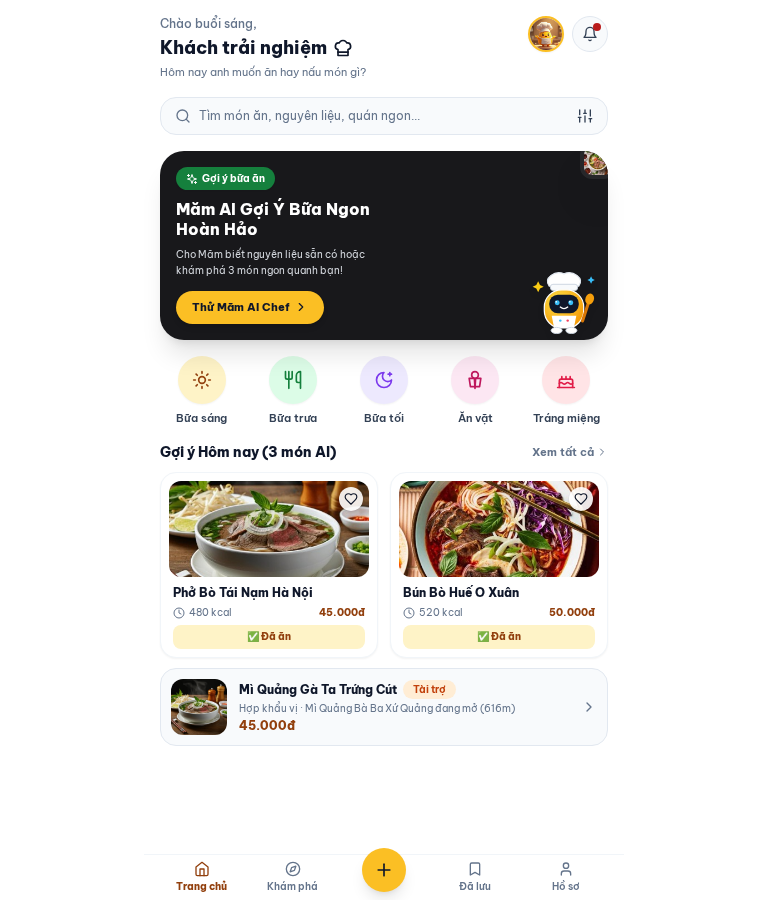 Chào buổi sáng,
Khách trải nghiệm
Hôm nay anh muốn ăn hay nấu món gì?
Tìm món ăn, nguyên liệu, quán ngon...
Gợi ý bữa ăn
Măm AI Gợi Ý Bữa Ngon
Hoàn Hảo
Cho Măm biết nguyên liệu sẵn có hoặc
khám phá 3 món ngon quanh bạn!
Thử Măm AI Chef
Bữa sáng
Bữa trưa
Bữa tối
Ăn vặt
Tráng miệng
Gợi ý Hôm nay (3 món AI)
Xem tất cả
Phở Bò Tái Nạm Hà Nội
480 kcal
45.000đ
✅ Đã ăn
Bún Bò Huế O Xuân
520 kcal
50.000đ
✅ Đã ăn
Mì Quảng Gà Ta Trứng Cút
Tài trợ
Hợp khẩu vị · Mì Quảng Bà Ba Xứ Quảng đang mở (616m)
45.000đ
Trang chủ
Khám phá
Đã lưu
Hồ sơ